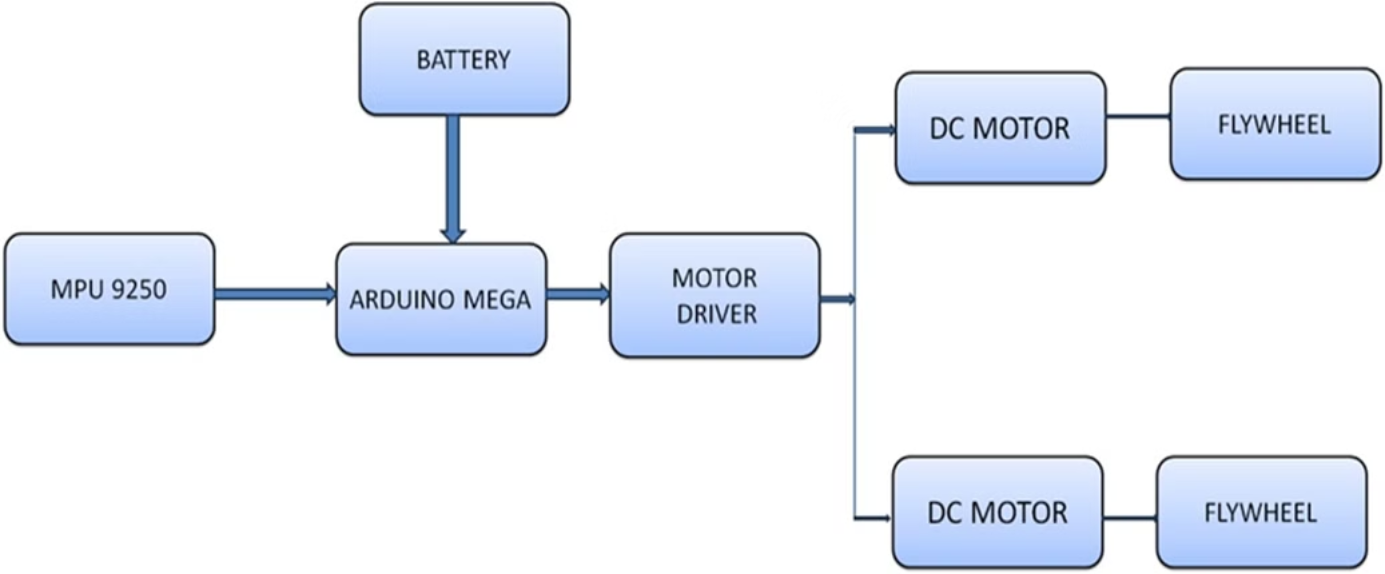 BATTERY
MPU 9250
ARDUINO MEGA
MOTOR
DRIVER
DC MOTOR
FLYWHEEL
DC MOTOR
FLYWHEEL